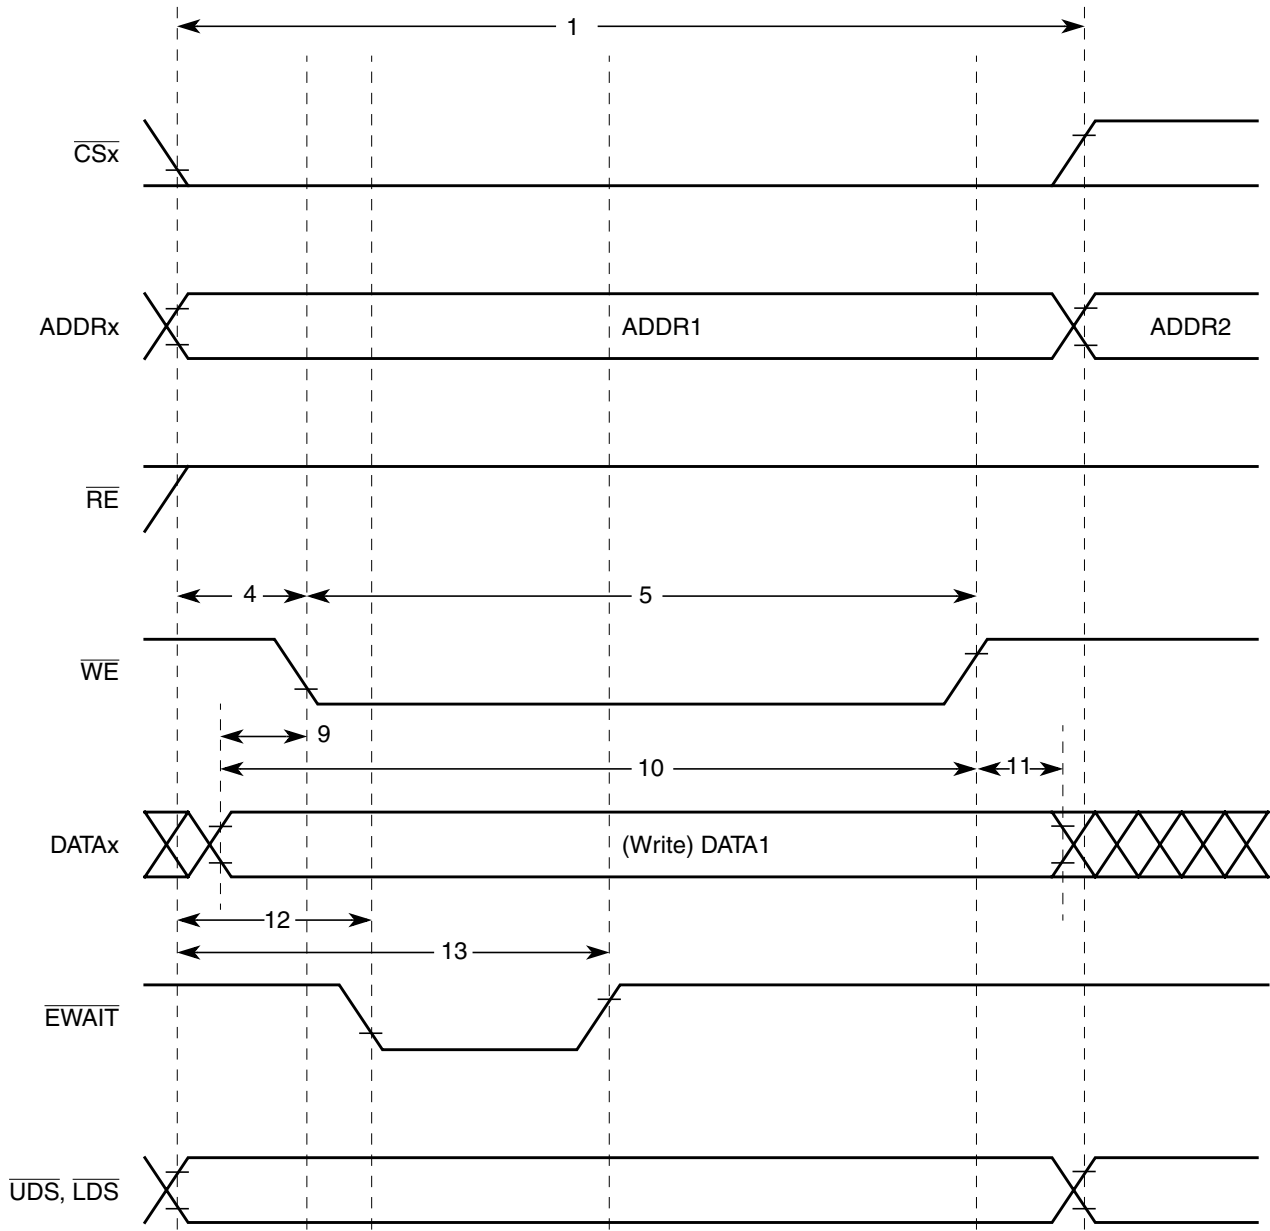 1
CSx
ADDRx ADDR1 ADDR2
RE
4 5
WE
9
10 11
DATAx (Write) DATA1
12
13
EWAIT
UDS, LDS